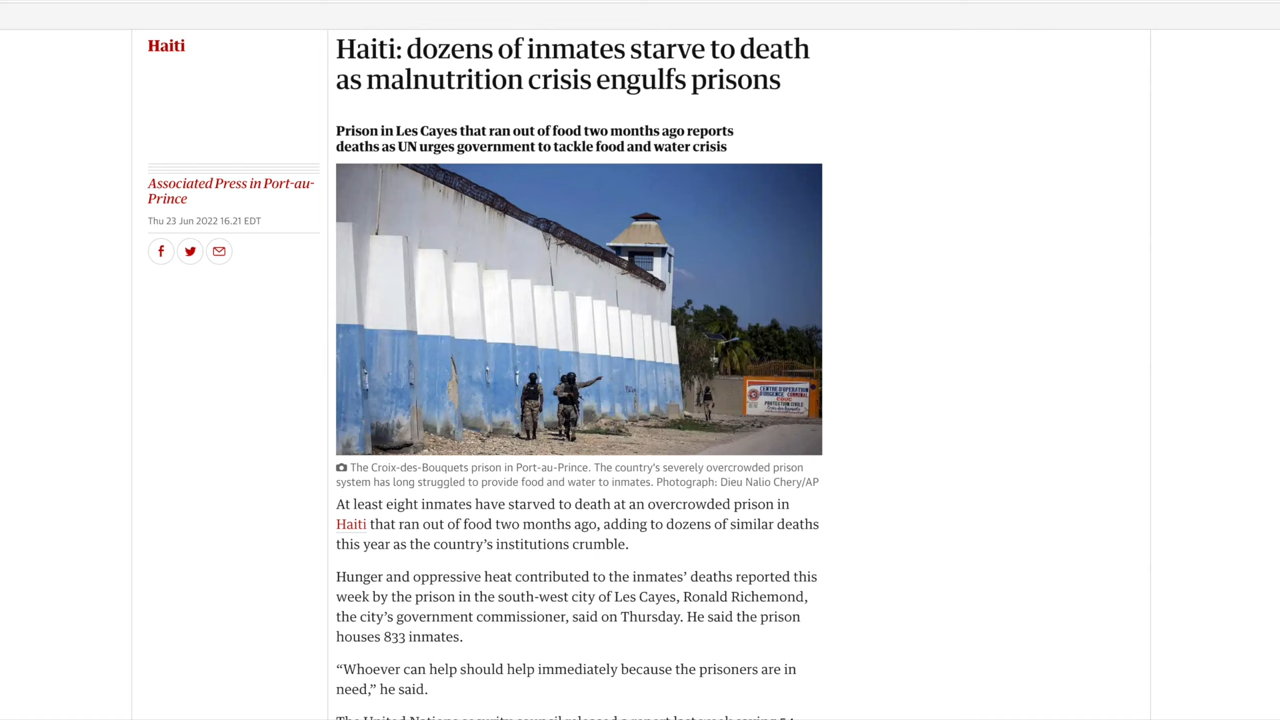 Haiti
Haiti: dozens of inmates starve to death
as malnutrition crisis engulfs prisons
Prison in Les Cayes that ran out of food two months ago reports
deaths as UN urges government to tackle food and water crisis
Associated Press in Port-au-
Prince
Thu 23 Jun 2022 16.21 EDT
CENTRE D'OPERATION
D'URGENCE COMMUNAL
COUC
PROTECTION CIVILE
The Croix-des-Bouquets prison in Port-au-Prince. The country's severely overcrowded prison
system has long struggled to provide food and water to inmates. Photograph: Dieu Nalio Chery/AP
At least eight inmates have starved to death at an overcrowded prison in
Haiti that ran out of food two months ago, adding to dozens of similar deaths
this year as the country’s institutions crumble.
Hunger and oppressive heat contributed to the inmates’ deaths reported this
week by the prison in the south-west city of Les Cayes, Ronald Richemond,
the city’s government commissioner, said on Thursday. He said the prison
houses 833 inmates.
“Whoever can help should help immediately because the prisoners are in
need,” he said.